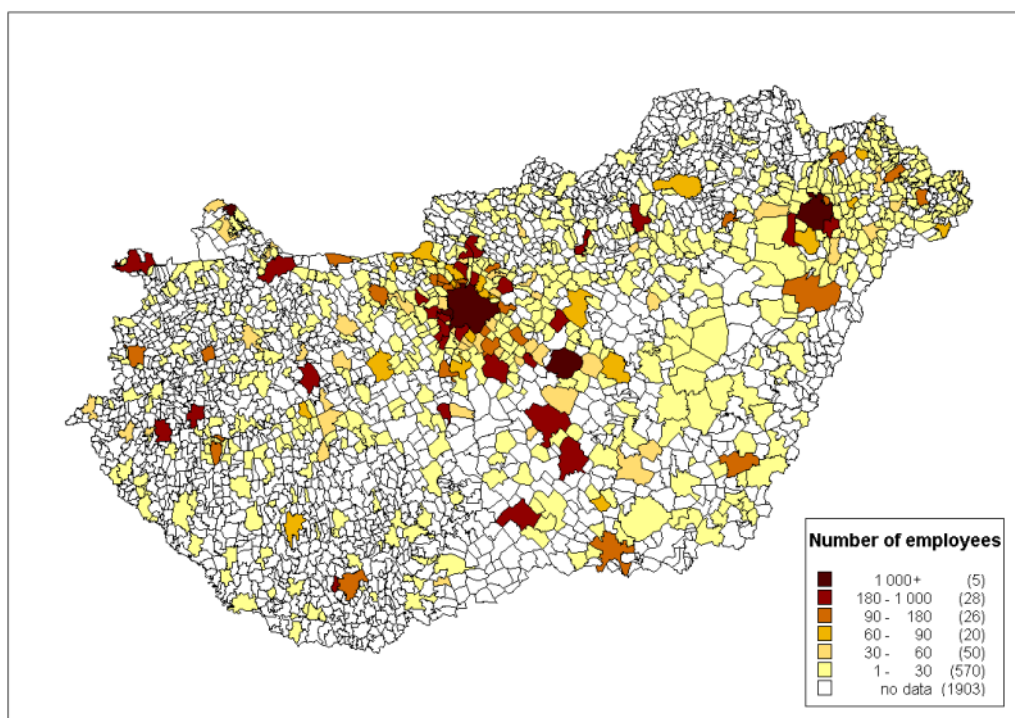 Number of employees
1 000+ (5)
180 - 1 000 (28)
90 - 180 (26)
60 - 90 (20)
30 - 60 (50)
1 - 30 (570)
no data (1903)